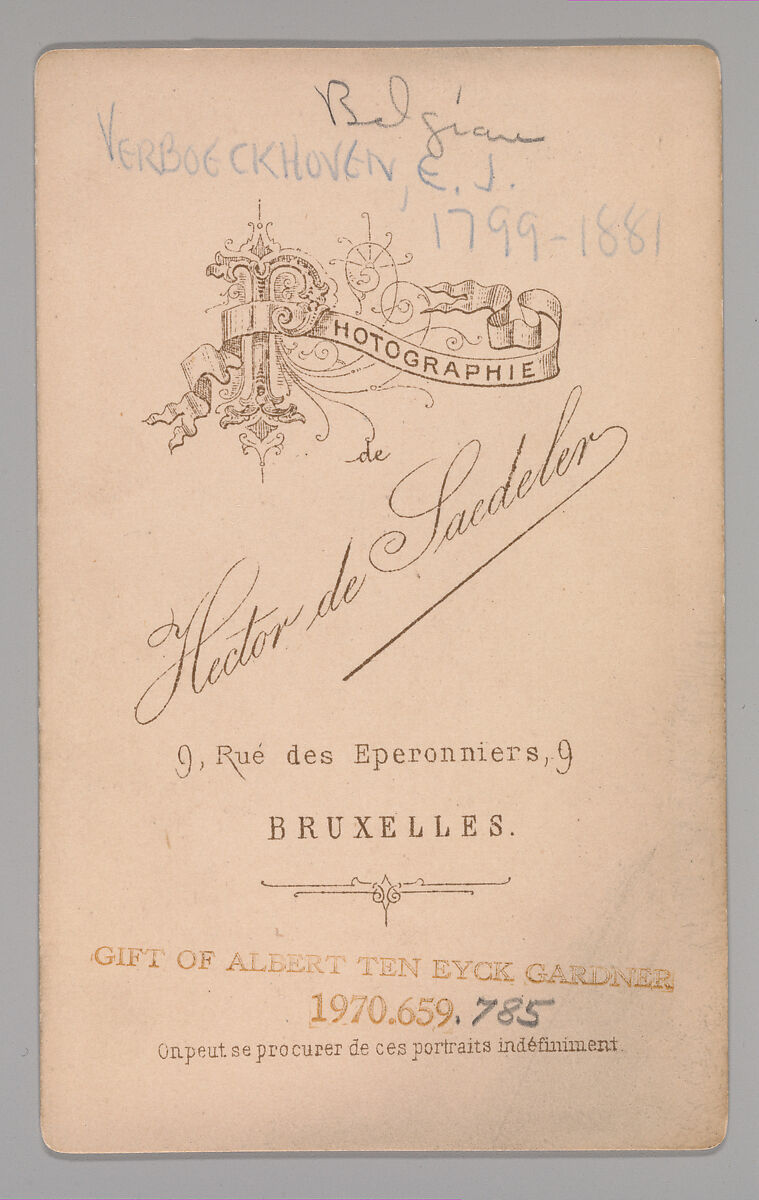 Belgian
VERBOECKHOVEN, E. J.
1799-1881
PHOTOGRAPHIE
de
Hector de Saedeler
9, Rué des Eperonniers, 9
BRUXELLES.
GIFT OF ALBERT TEN EYCK GARDNER
1970.659.785
On peut se procurer de ces portraits indéfiniment.